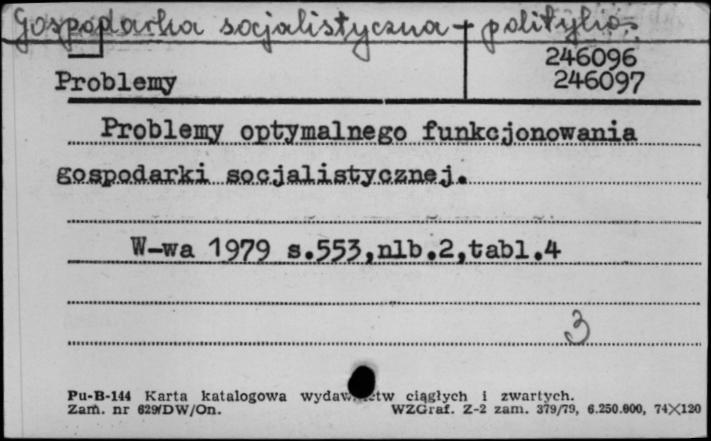 Gospodarka socjalistyczna - polityka
246096
Problemy 246097
Problemy optymalnego funkcjonowania
gospodarki socjalistycznej.
W-wa 1979 s.553,nlb.2,tabl.4
3
Pu-B-144 Karta katalogowa ciągłych i zwartych.
Zam. nr 629/DW/On. WZGraf. Z-2 zam. 379/79, 6.250.000, 74×120